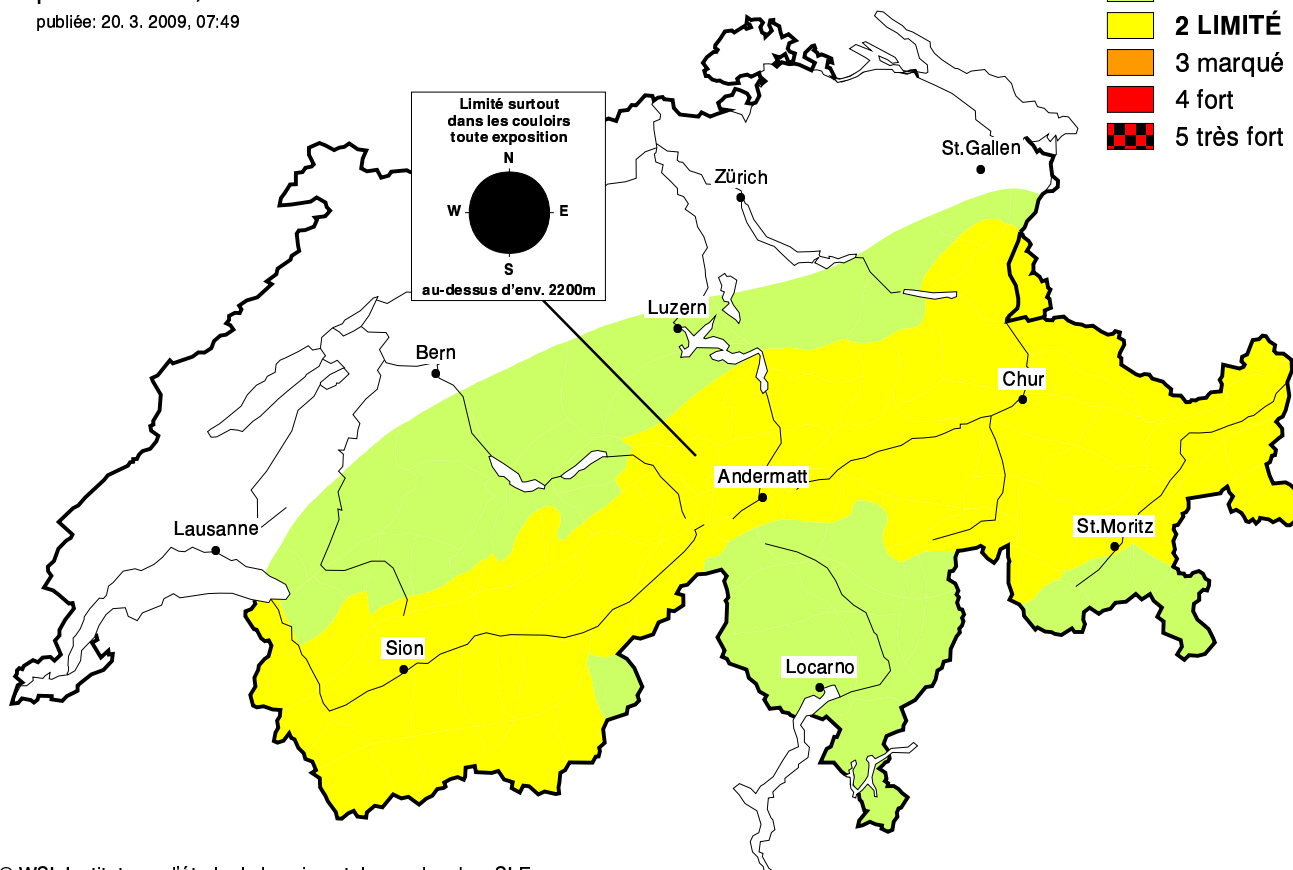 publiée: 20. 3. 2009, 07:49
2 LIMITÉ
3 marqué
4 fort
5 très fort
Limité surtout
dans les couloirs
toute exposition
N
W
E
S
au-dessus d'env. 2200m
St.Gallen
Zürich
Luzern
Bern
Chur
Andermatt
Lausanne
St.Moritz
Sion
Locarno